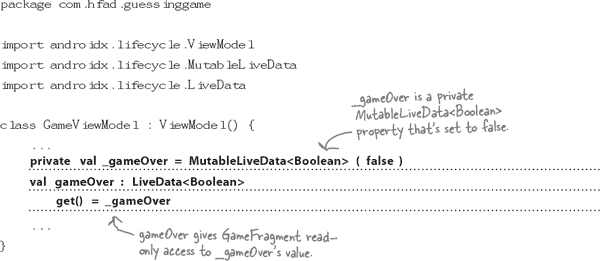 package com.hfad.guessinggame
import androidx.lifecycle.ViewModel
import androidx.lifecycle.MutableLiveData
import androidx.lifecycle.LiveData
_gameOver is a private
MutableLiveData<Boolean>
property that's set to false.
class GameViewModel : ViewModel() {
...
private val _gameOver = MutableLiveData<Boolean> ( false )
val gameOver : LiveData<Boolean>
get() = _gameOver
...
gameOver gives GameFragment read-
only access to _gameOver's value.
}